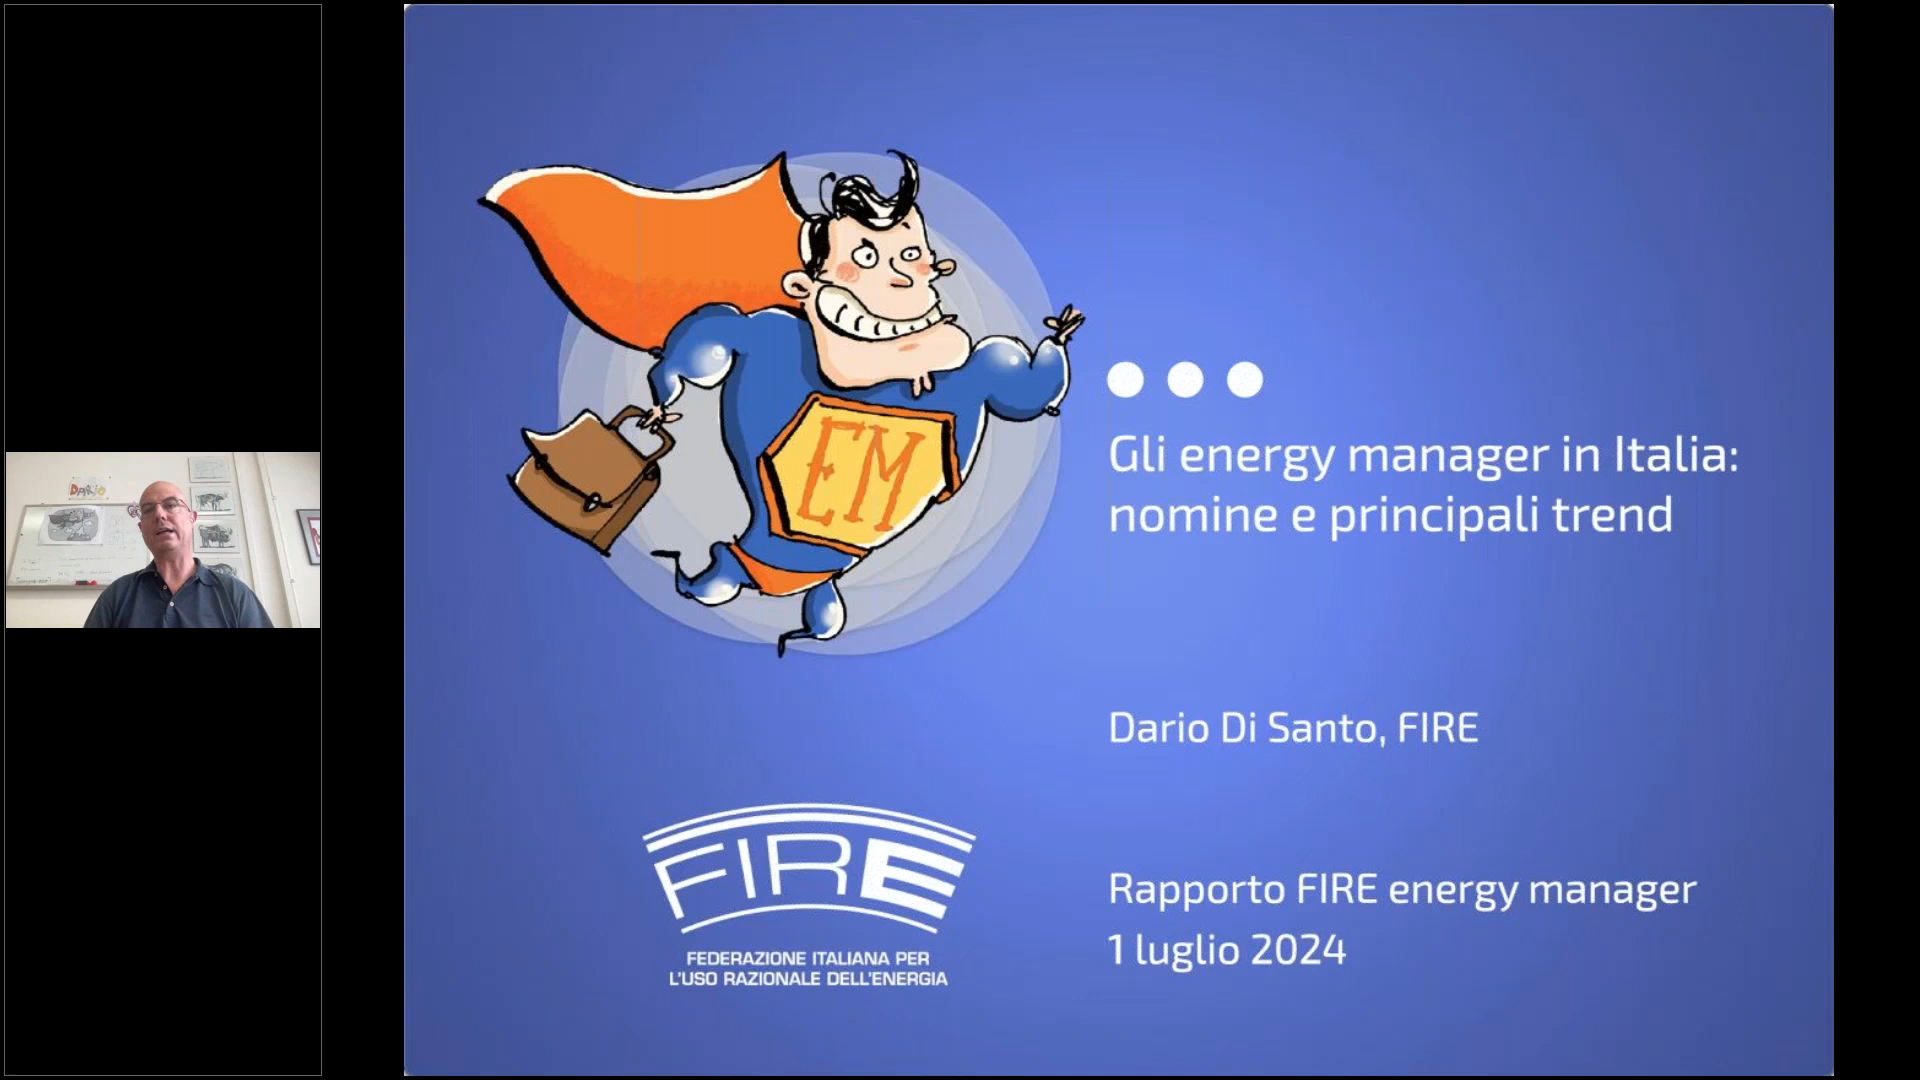 DARIO
EM
Gli energy manager in Italia:
nomine e principali trend
Dario Di Santo, FIRE
FIRE
FEDERAZIONE ITALIANA PER
L'USO RAZIONALE DELL'ENERGIA
Rapporto FIRE energy manager
1 luglio 2024